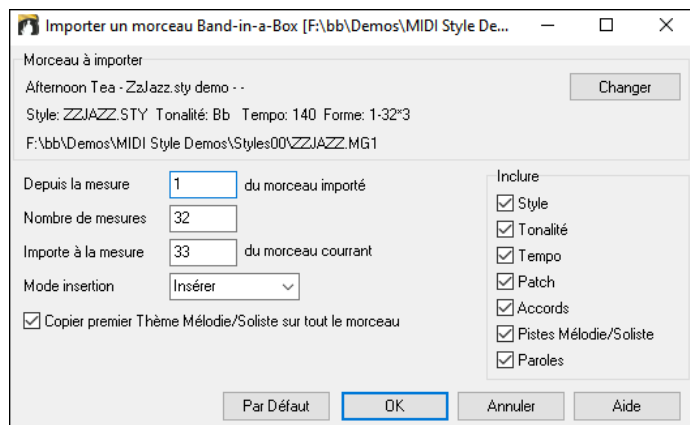 Importer un morceau Band-in-a-Box [F:\bb\Demos\MIDI Style De...
Morceau à importer
Afternoon Tea - ZzJazz.sty demo - -
Changer
Style: ZZJAZZ.STY Tonalité: Bb Tempo: 140 Forme: 1-32*3
F:\bb\Demos\MIDI Style Demos\Styles00\ZZJAZZ.MG1
Depuis la mesure 1 du morceau importé
Nombre de mesures 32
Importe à la mesure 33 du morceau courrant
Mode insertion Insérer
Copier premier Thème Mélodie/Soliste sur tout le morceau
Inclure
Style
Tonalité
Tempo
Patch
Accords
Pistes Mélodie/Soliste
Paroles
Par Défaut OK Annuler Aide